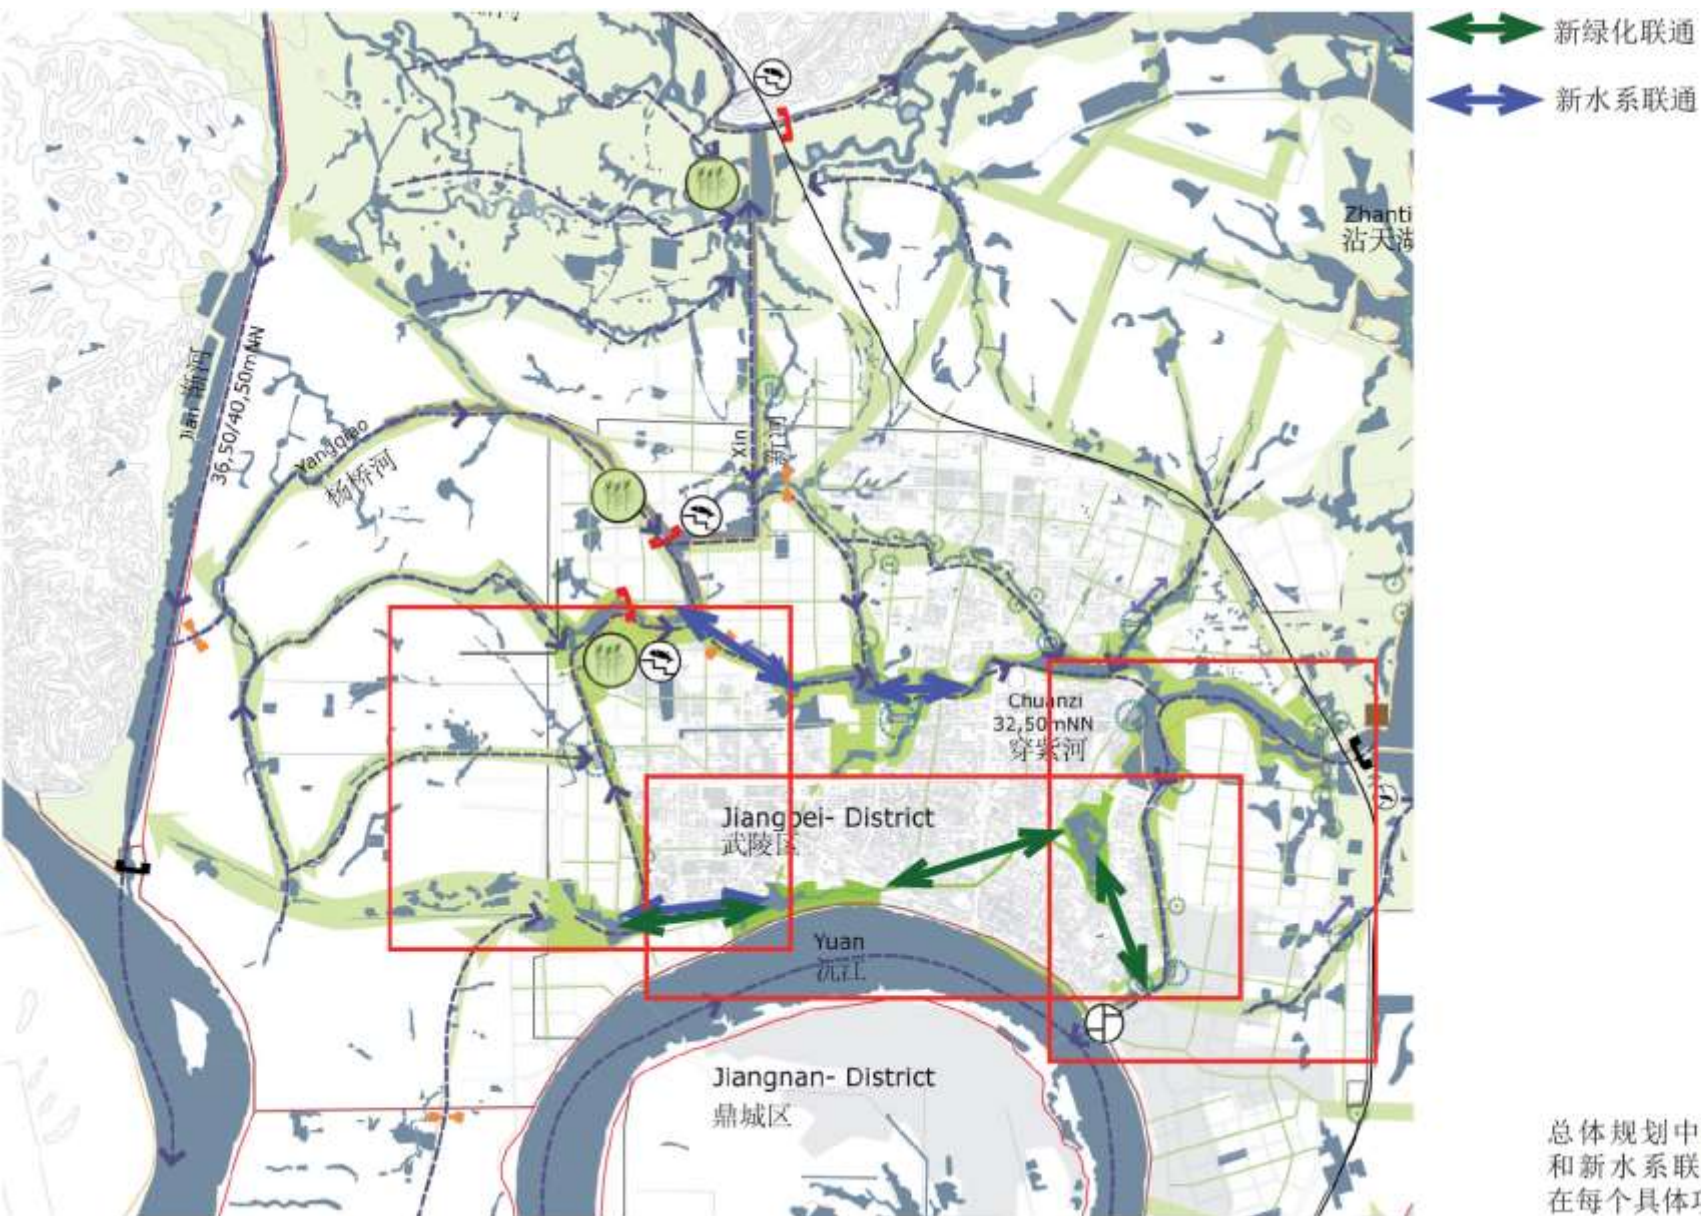 新绿化联通
新水系联通
Zhanti
沾天湖
Jian 渐河
36,50/40,50mNN
Yangqiao
杨桥河
Xin
新河
Chuanzi
32,50mNN
穿紫河
Jiangbei- District
武陵区
Yuan
沅江
Jiangnan- District
鼎城区
总体规划中
和新水系联
在每个具体